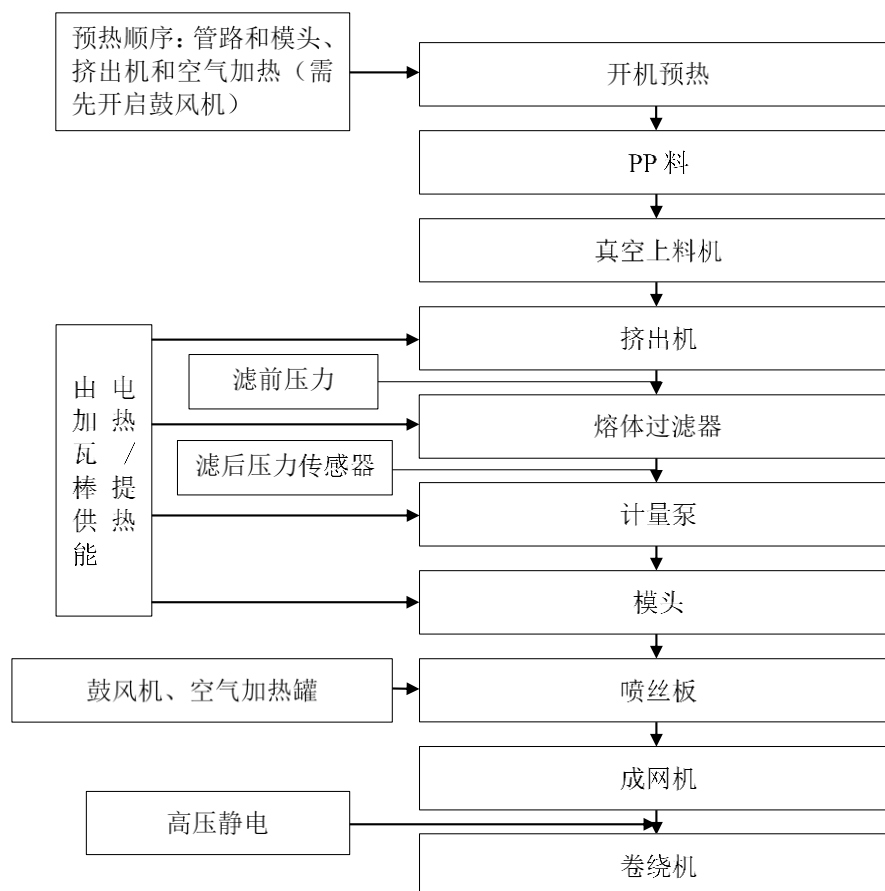 预热顺序：管路和模头、
挤出机和空气加热（需
先开启鼓风机）
开机预热
PP 料
真空上料机
挤出机
滤前压力
由 电
加 热
瓦 /
棒 提
供 热
能
熔体过滤器
滤后压力传感器
计量泵
模头
鼓风机、空气加热罐
喷丝板
成网机
高压静电
卷绕机